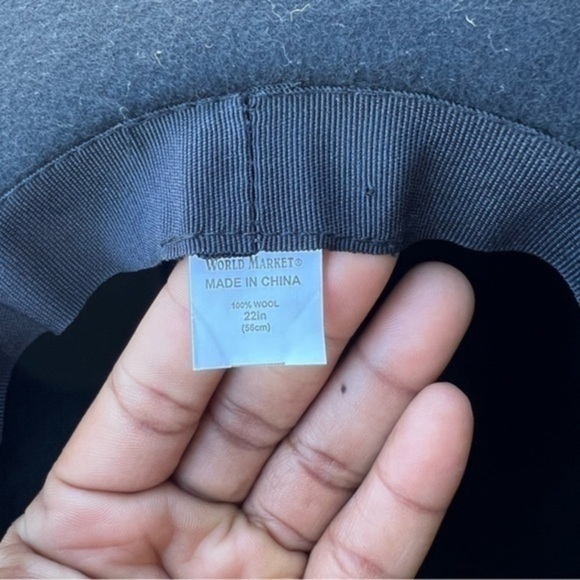 WORLD MARKET®
MADE IN CHINA
100% WOOL
22in
(56cm)